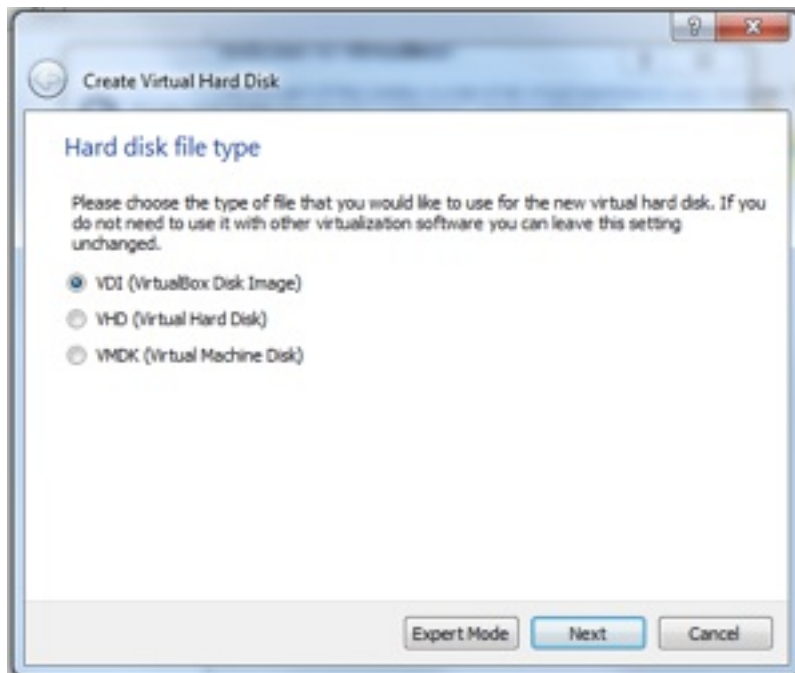 Create Virtual Hard Disk
Hard disk file type
Please choose the type of file that you would like to use for the new virtual hard disk. If you
do not need to use it with other virtualization software you can leave this setting
unchanged.
VDI (VirtualBox Disk Image)
VHD (Virtual Hard Disk)
VMDK (Virtual Machine Disk)
Expert Mode
Next
Cancel